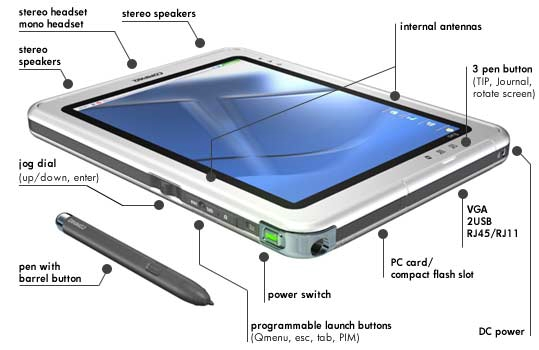 stereo headset
mono headset
stereo speakers
internal antennas
stereo
speakers
3 pen button
(TIP, Journal,
rotate screen)
COMPAQ
jog dial
(up/down, enter)
VGA
2USB
RJ45/RJ11
pen with
barrel button
PC card/
compact flash slot
power switch
programmable launch buttons
(Qmenu, esc, tab, PIM)
DC power